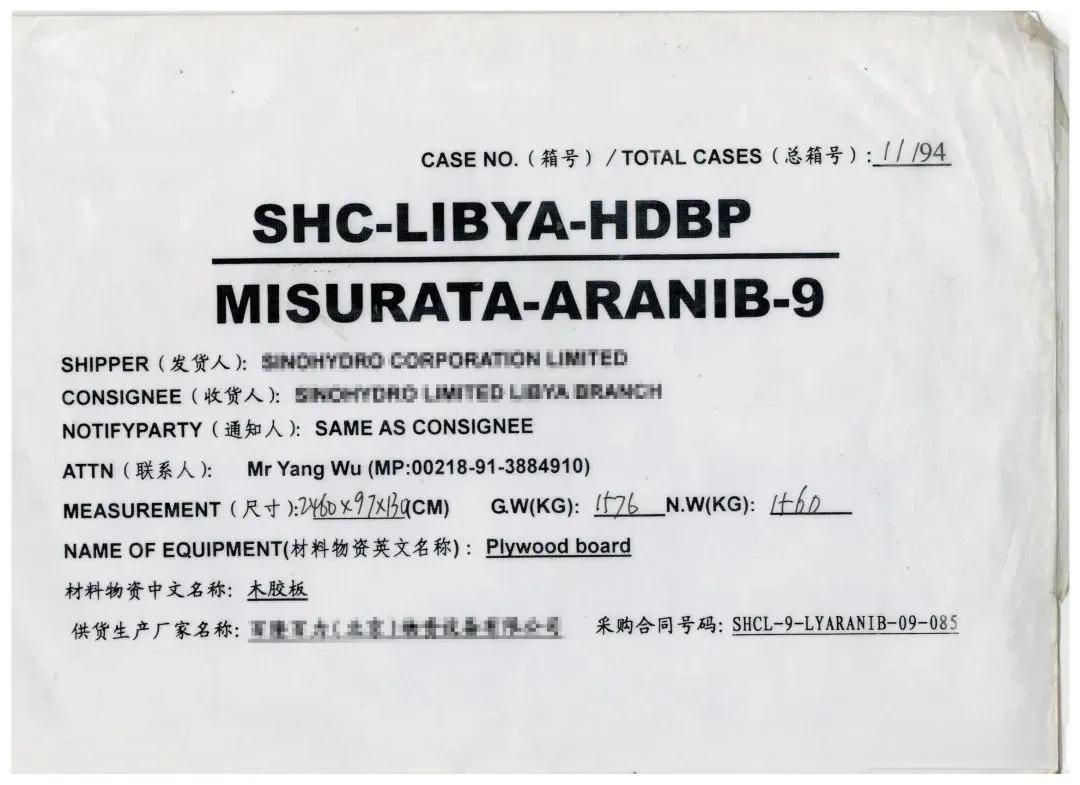 CASE NO.（箱号）/ TOTAL CASES（总箱号）: 11/94
SHC-LIBYA-HDBP
MISURATA-ARANIB-9
SHIPPER（发货人）: SINOHYDRO CORPORATION LIMITED
CONSIGNEE（收货人）: SINOHYDRO LIMITED LIBYA BRANCH
NOTIFYPARTY（通知人）: SAME AS CONSIGNEE
ATTN（联系人）: Mr Yang Wu (MP:00218-91-3884910)
MEASUREMENT（尺寸）: (CM) G.W(KG): 1576 N.W(KG): 1560
NAME OF EQUIPMENT(材料物资英文名称）: Plywood board
材料物资中文名称: 木胶板
供货生产厂家名称: 采购合同号码: SHCL-9-LYARANIB-09-085